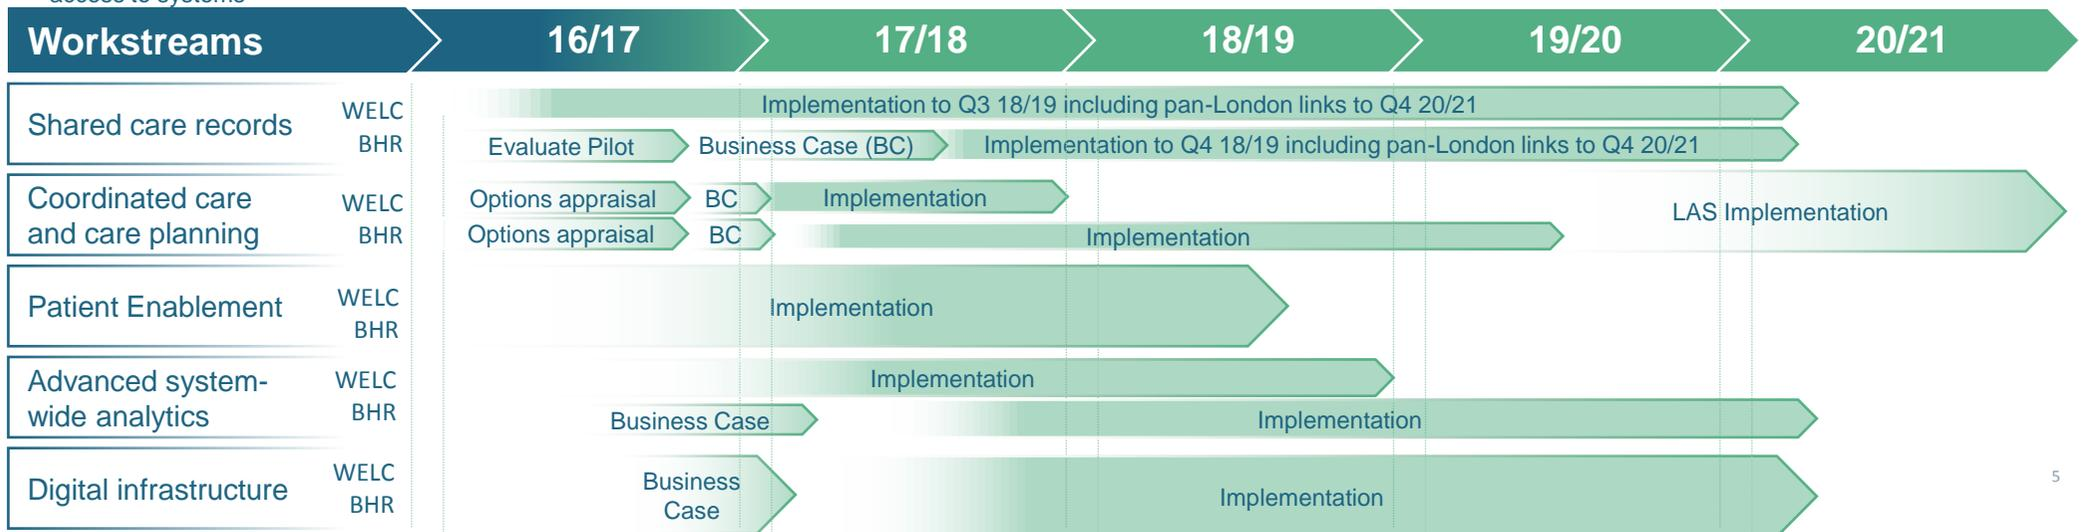 access to systems
Workstreams 16/17 17/18 18/19 19/20 20/21
Shared care records
WELC
BHR
Implementation to Q3 18/19 including pan-London links to Q4 20/21
Evaluate Pilot Business Case (BC) Implementation to Q4 18/19 including pan-London links to Q4 20/21
Coordinated care
and care planning
WELC
BHR
Options appraisal BC Implementation
Options appraisal BC Implementation
LAS Implementation
Patient Enablement
WELC
BHR
Implementation
Advanced system-
wide analytics
WELC
BHR
Implementation
Business Case Implementation
Digital infrastructure
WELC
BHR
Business
Case
Implementation
5